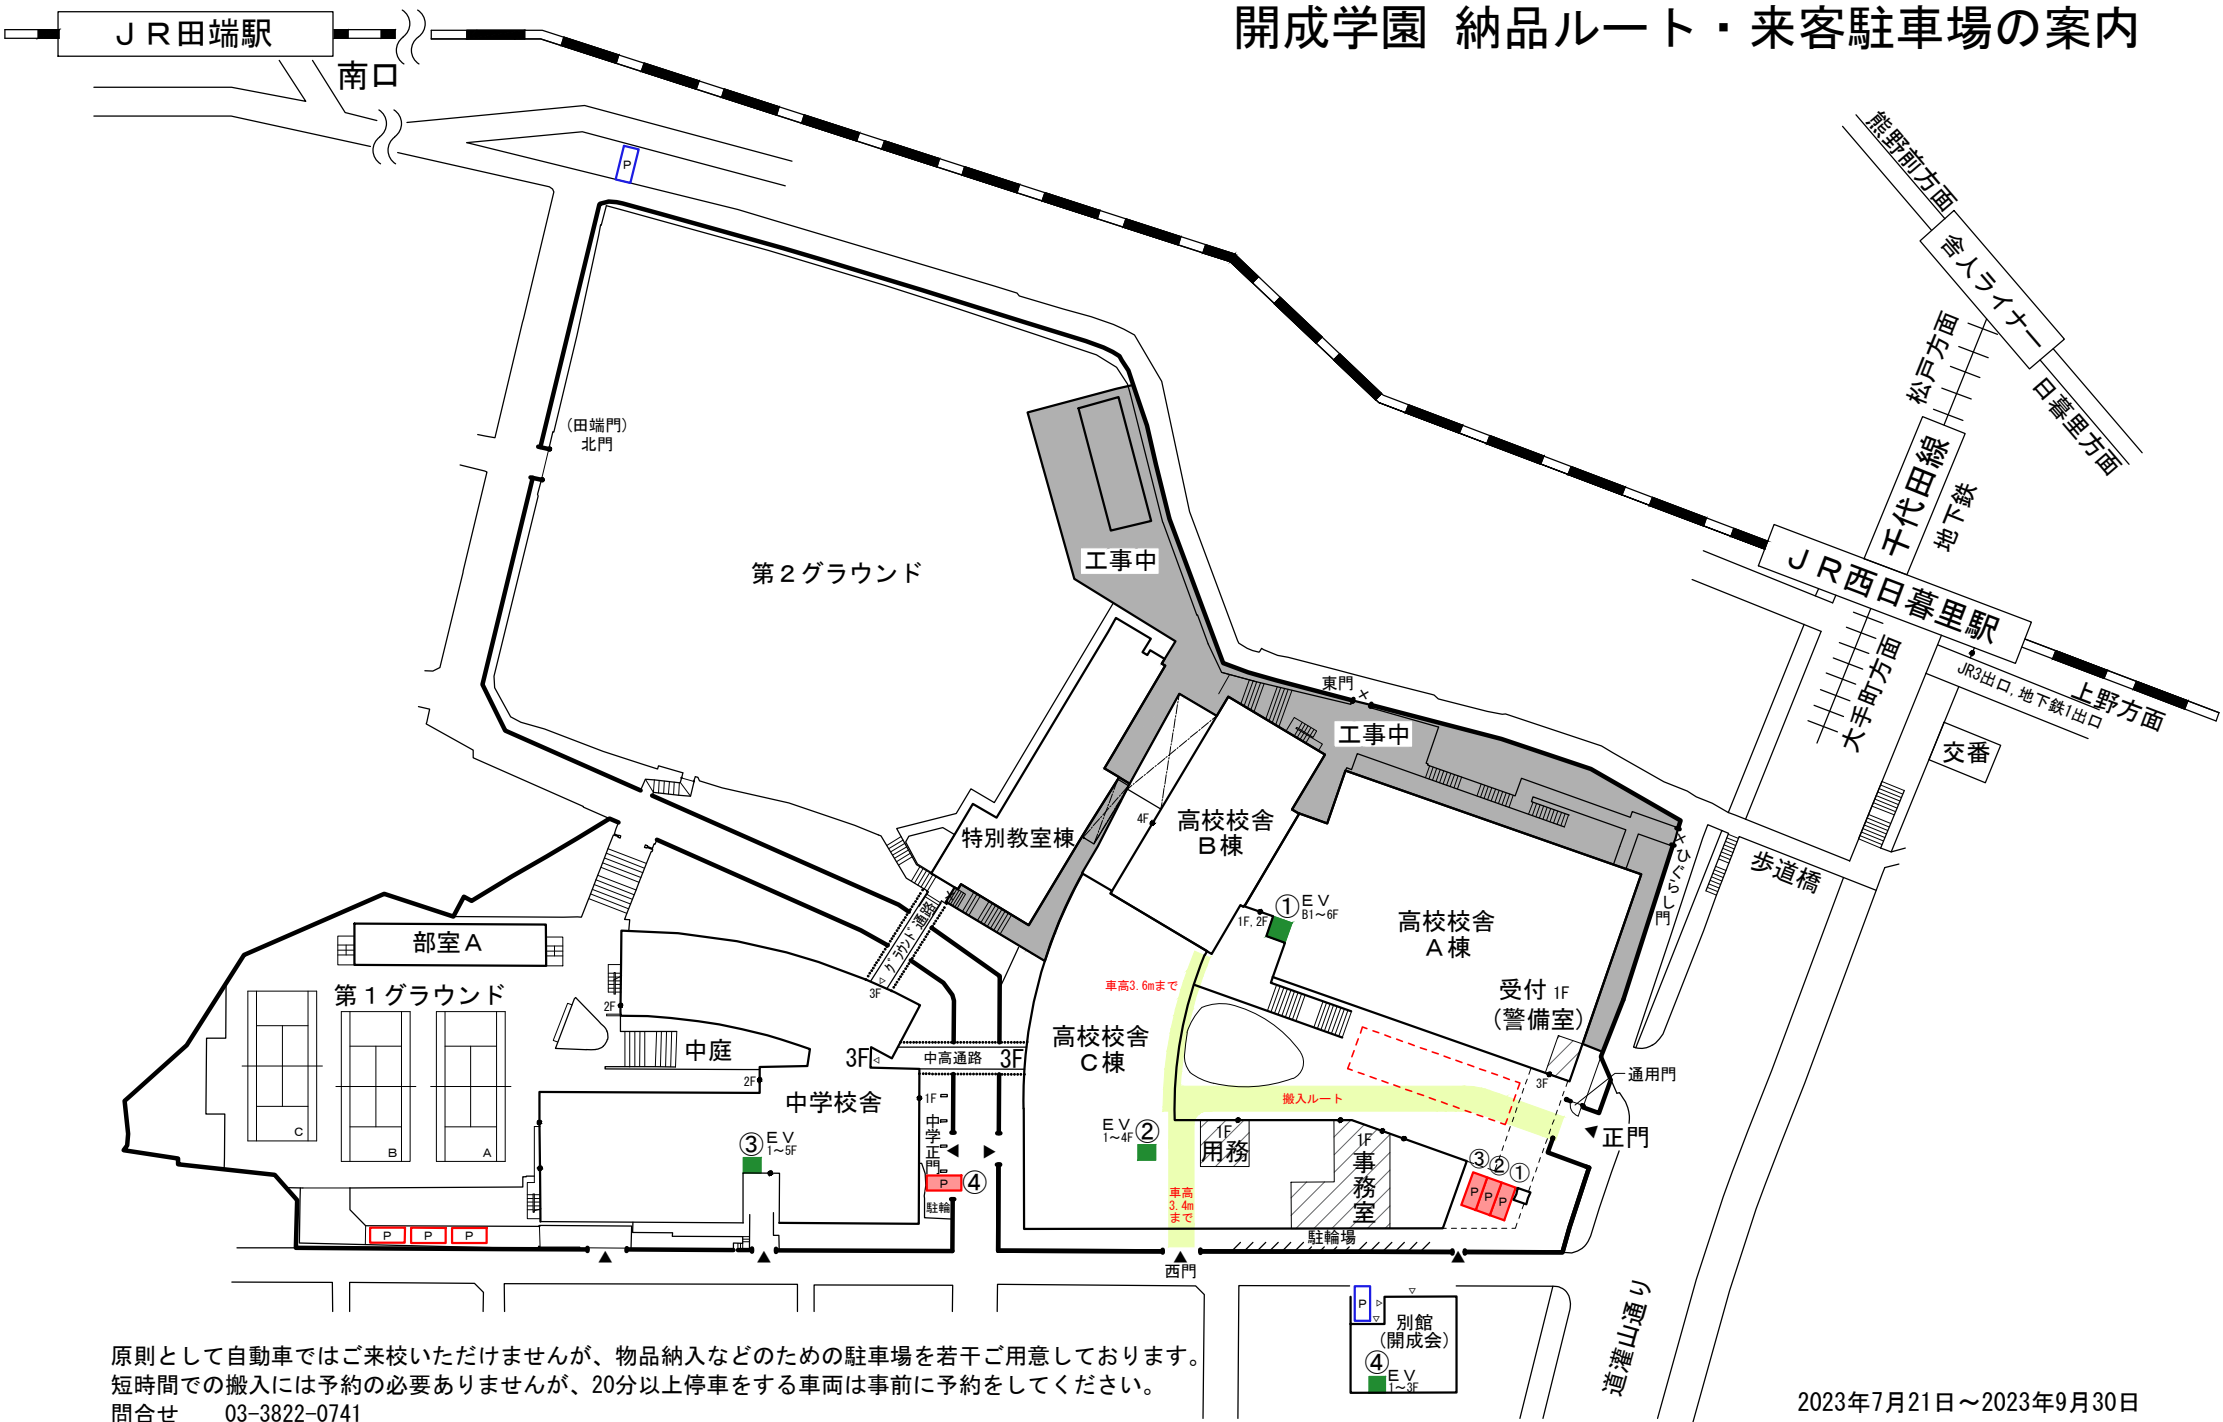 開成学園 納品ルート・来客駐車場の案内
ＪＲ田端駅
南口
P
熊野前方面
舎人ライナー
日暮里方面
松戸方面
千代田線
地下鉄
ＪＲ西日暮里駅
大手町方面
JR3出口,地下鉄1出口
上野方面
交番
歩道橋
(田端門)
北門
第２グラウンド
工事中
東門
×
工事中
×
ひぐらし門
特別教室棟
4F
高校校舎
Ｂ棟
①ＥＶ
B1～6F
1F,2F
高校校舎
Ａ棟
受付 1F
(警備室)
3F
通用門
正門
部室Ａ
第１グラウンド
C
B
A
2F
中庭
2F
グラウンド通路
3F
3F
中高通路
3F
中学校舎
1F
中学正門
③ＥＶ
1～5F
P
④
駐輪
P
P
P
車高3.6mまで
高校校舎
Ｃ棟
ＥＶ②
1～4F
搬入ルート
車高
3.4m
まで
1F
用務
1F
事務室
③②①
P
P
P
駐輪場
西門
P
別館
(開成会)
④ＥＶ
1～3F
道灌山通り
原則として自動車ではご来校いただけませんが、物品納入などのための駐車場を若干ご用意しております。
短時間での搬入には予約の必要ありませんが、20分以上停車をする車両は事前に予約をしてください。
問合せ　　03-3822-0741
2023年7月21日～2023年9月30日